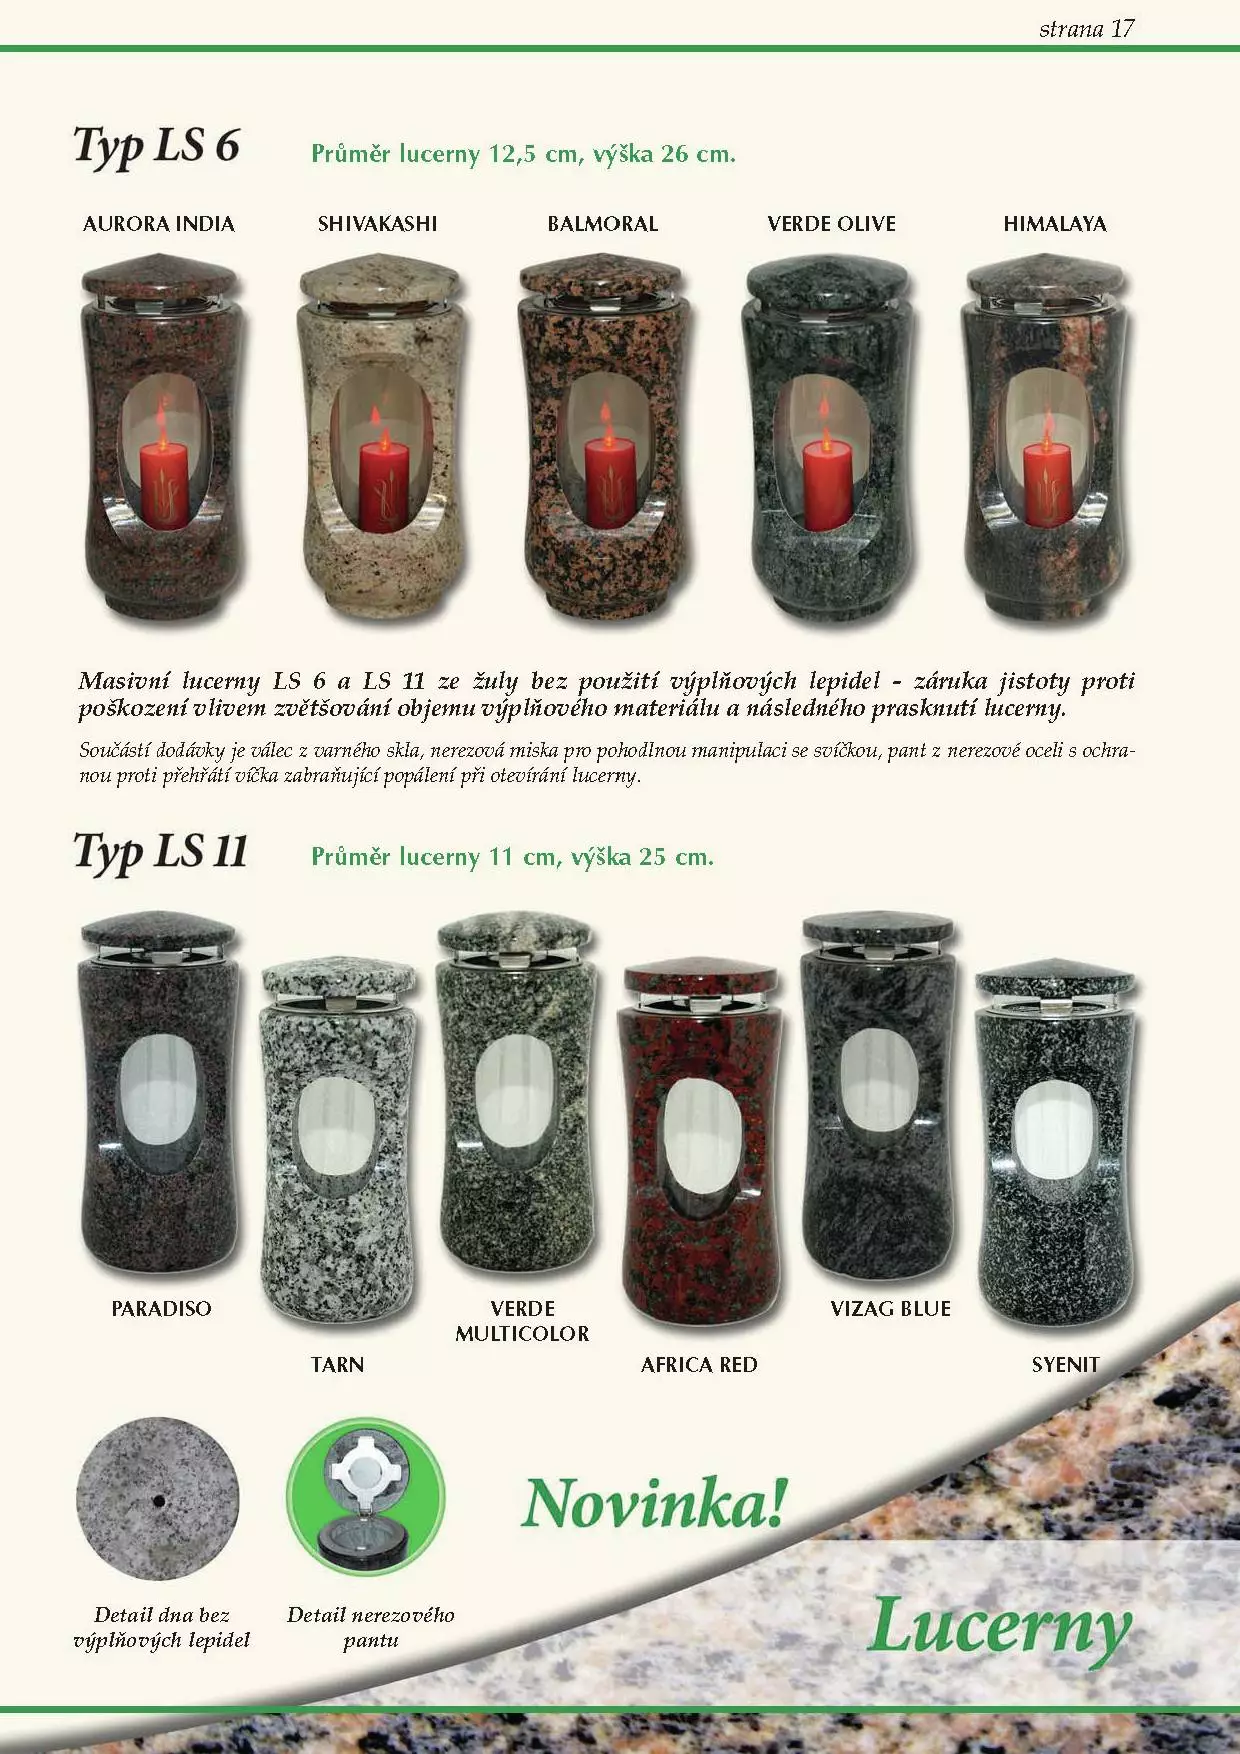 strana 17
Typ LS 6
Průměr lucerny 12,5 cm, výška 26 cm.
AURORA INDIA
SHIVAKASHI
BALMORAL
VERDE OLIVE
HIMALAYA
Masivní lucerny LS 6 a LS 11 ze žuly bez použití výplňových lepidel - záruka jistoty proti
poškození vlivem zvětšování objemu výplňového materiálu a následného prasknutí lucerny.
Součástí dodávky je válec z varného skla, nerezová miska pro pohodlnou manipulaci se svíčkou, pant z nerezové oceli s ochra-
nou proti přehřátí víčka zabraňující popálení při otevírání lucerny.
Typ LS 11
Průměr lucerny 11 cm, výška 25 cm.
PARADISO
VERDE
MULTICOLOR
VIZAG BLUE
TARN
AFRICA RED
SYENIT
Novinka!
Detail dna bez
výplňových lepidel
Detail nerezového
pantu
Lucerny